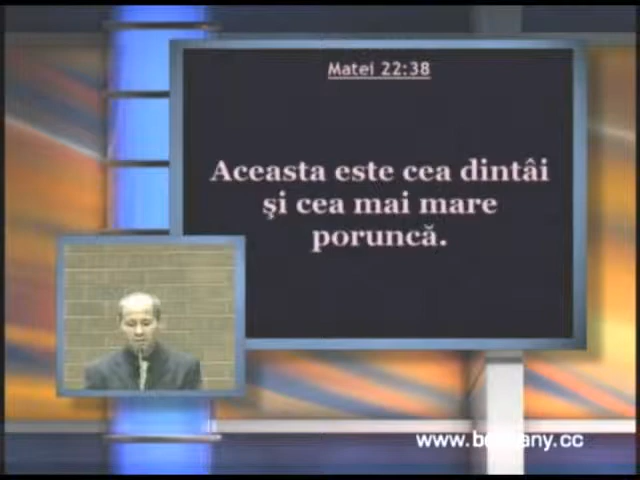 Matei 22:38
Aceasta este cea dintâi
şi cea mai mare
poruncă.